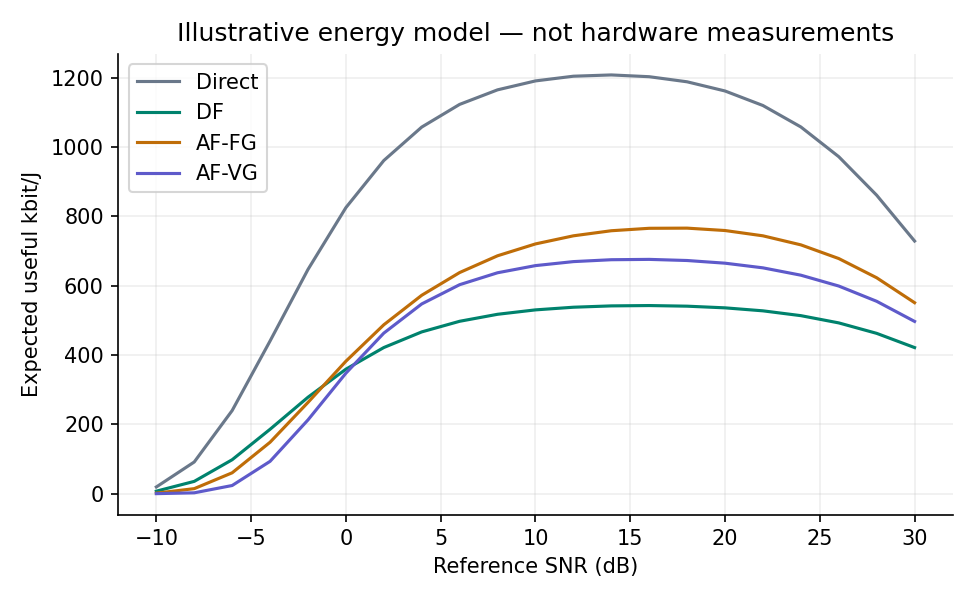 Illustrative energy model — not hardware measurements
Direct
DF
AF-FG
AF-VG
Expected useful kbit/J
1200
1000
800
600
400
200
0
−10 −5 0 5 10 15 20 25 30
Reference SNR (dB)